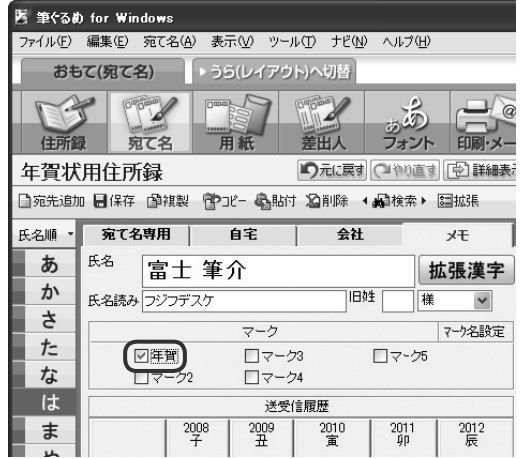 筆ぐるめ for Windows
ファイル(F) 編集(E) 宛て名(A) 表示(V) ツール(T) ナビ(N) ヘルプ(H)
おもて(宛て名) うら(レイアウト)へ切替
住所録 宛て名 用紙 差出人 フォント 印刷・メー
年賀状用住所録 元に戻す やり直す 詳細表示
宛先追加 保存 複製 コピー 貼付 削除 検索 拡張
氏名順 宛て名専用 自宅 会社 メモ
あ
か
さ
た
な
は
ま
氏名 富士 筆介 拡張漢字
氏名読み フジフデスケ 旧姓 様
マーク マーク名設定
年賀 マーク3 マーク5
マーク2 マーク4
送受信履歴
2008 2009 2010 2011 2012
子 丑 寅 卯 辰